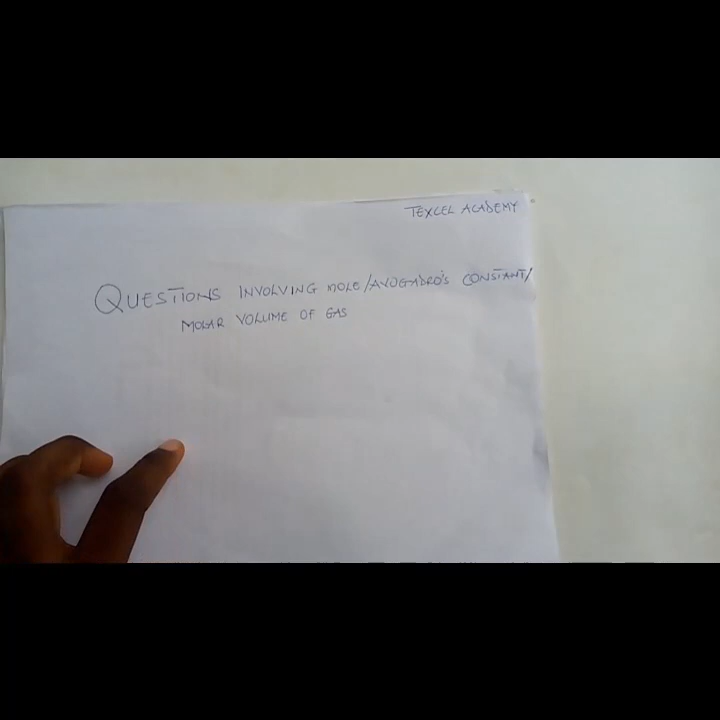 TEXCEL ACADEMY
QUESTIONS INVOLVING MOLE/AVOGADRO'S CONSTANT/
MOLAR VOLUME OF GAS